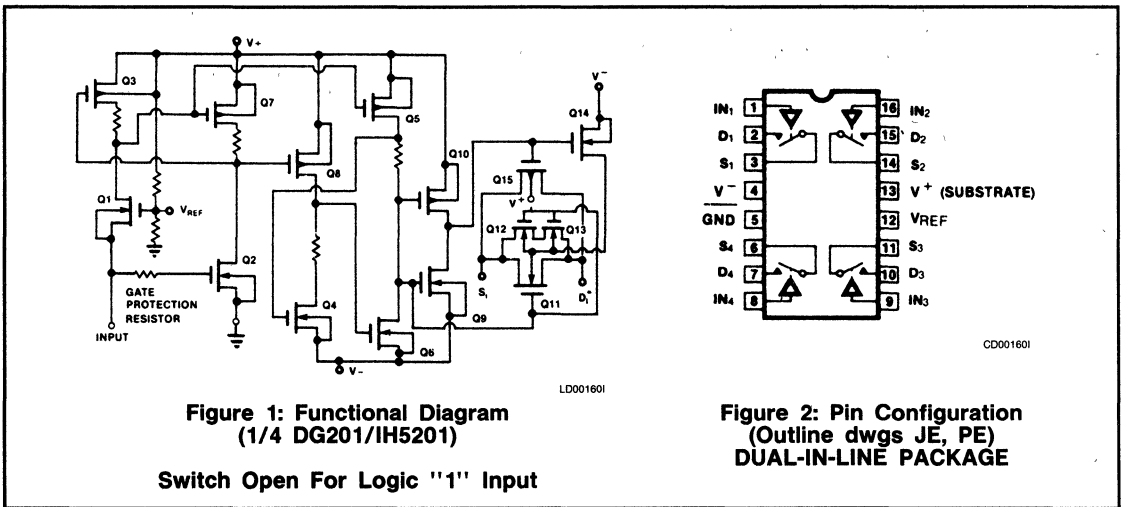 V+
Q3
Q7
Q5
Q8
Q10
Q1
VREF
Q2
GATE
PROTECTION
RESISTOR
INPUT
Q4
Q6
Q9
V-
V-
Q14
Q15
V+
Q12
Q13
S1
Q11
D1
LD00160I
Figure 1: Functional Diagram
(1/4 DG201/IH5201)
Switch Open For Logic "1" Input
IN1 1 16 IN2
D1 2 15 D2
S1 3 14 S2
V- 4 13 V+ (SUBSTRATE)
GND 5 12 VREF
S4 6 11 S3
D4 7 10 D3
IN4 8 9 IN3
CD00160I
Figure 2: Pin Configuration
(Outline dwgs JE, PE)
DUAL-IN-LINE PACKAGE